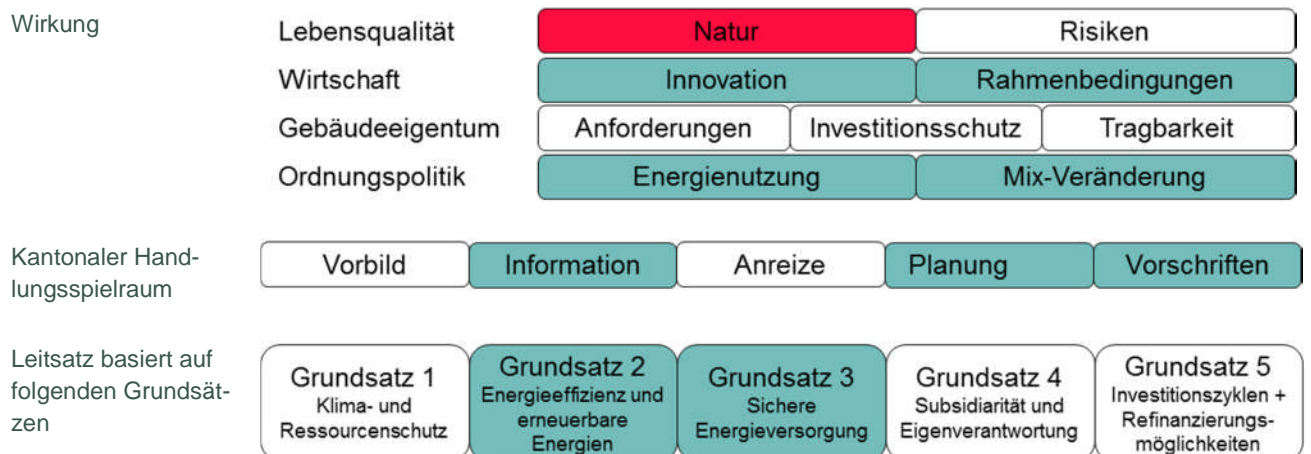 Wirkung
Lebensqualität Natur Risiken
Wirtschaft Innovation Rahmenbedingungen
Gebäudeeigentum Anforderungen Investitionsschutz Tragbarkeit
Ordnungspolitik Energienutzung Mix-Veränderung
Kantonaler Hand-
lungsspielraum
Vorbild Information Anreize Planung Vorschriften
Leitsatz basiert auf
folgenden Grundsät-
zen
Grundsatz 1
Klima- und
Ressourcenschutz
Grundsatz 2
Energieeffizienz und
erneuerbare
Energien
Grundsatz 3
Sichere
Energieversorgung
Grundsatz 4
Subsidiarität und
Eigenverantwortung
Grundsatz 5
Investitionszyklen +
Refinanzierungs-
möglichkeiten